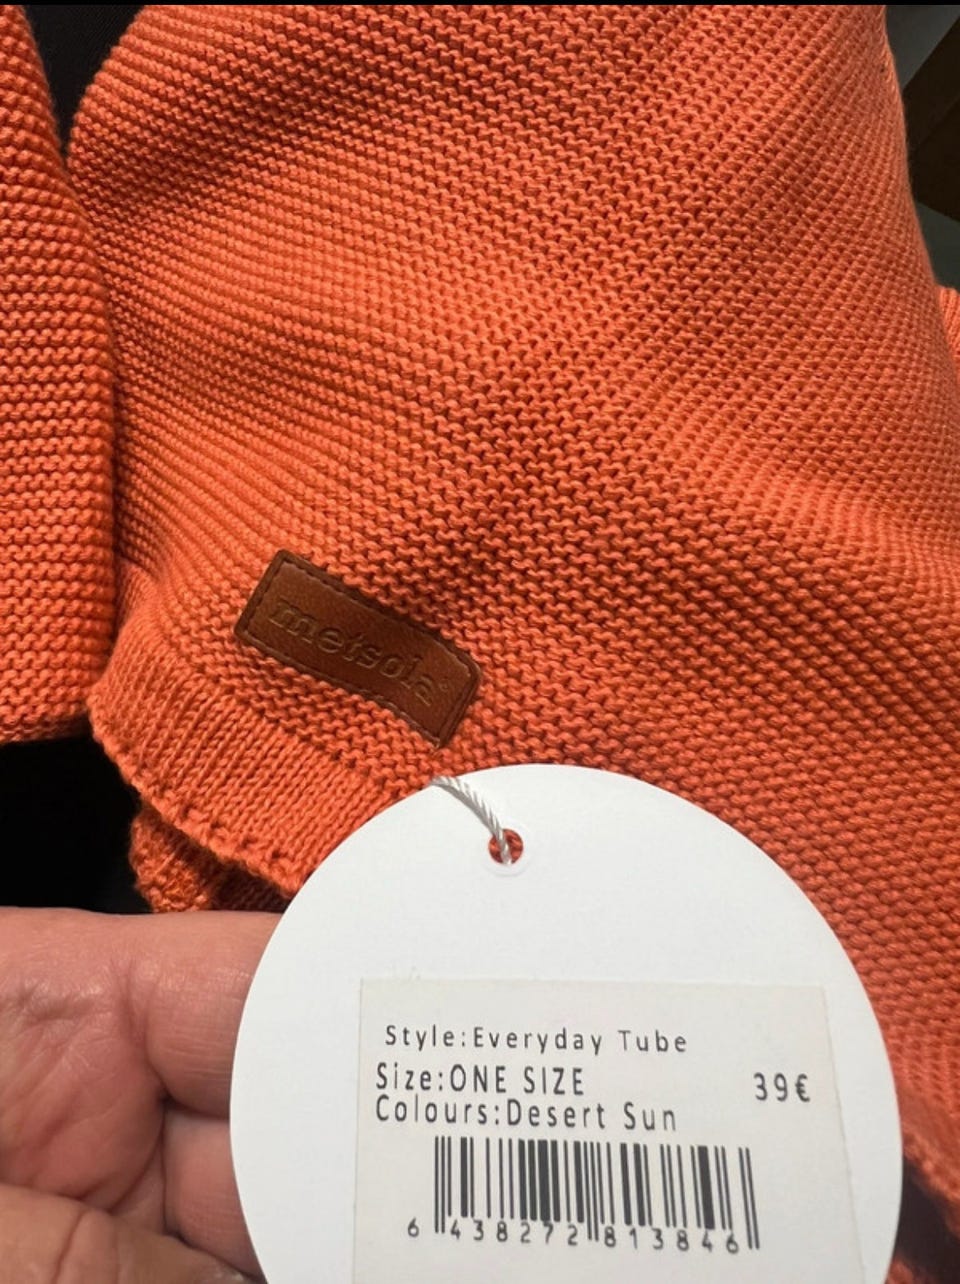 metsola
Style:Everyday Tube
Size:ONE SIZE
39€
Colours:Desert Sun
6 438272 813846